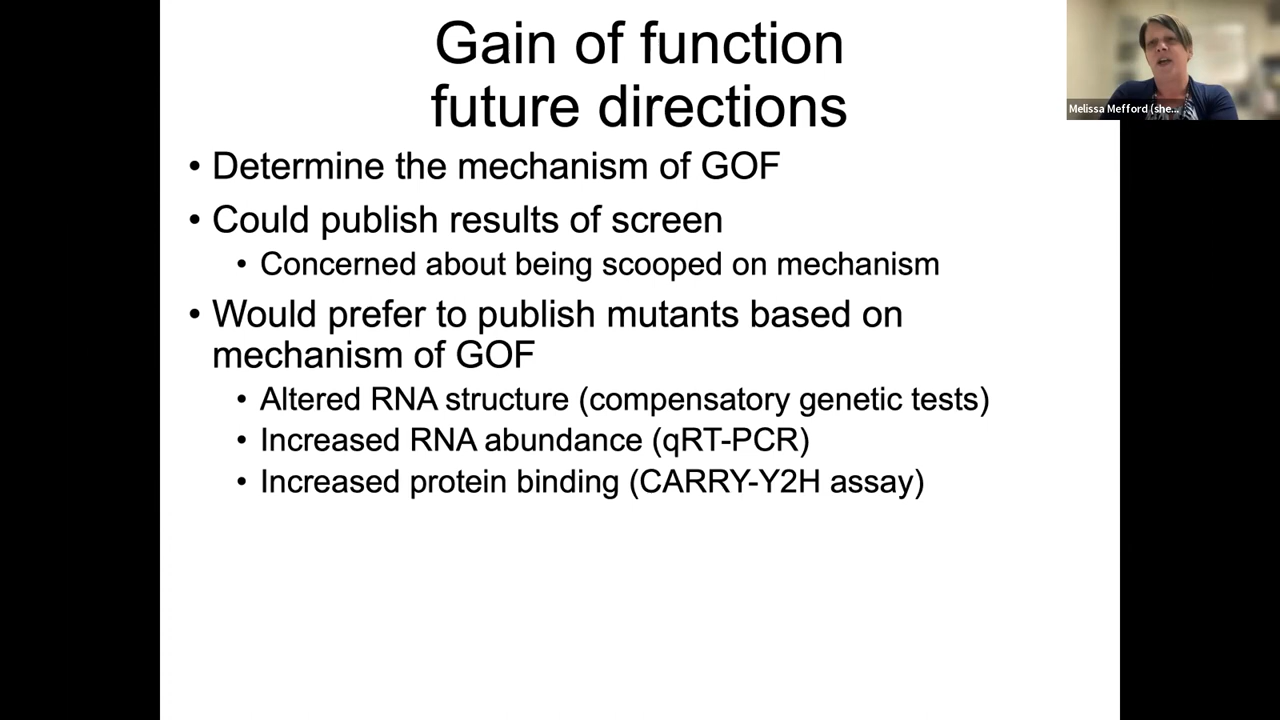 Gain of function
future directions
Melissa Mefford (she...
• Determine the mechanism of GOF
• Could publish results of screen
• Concerned about being scooped on mechanism
• Would prefer to publish mutants based on
mechanism of GOF
• Altered RNA structure (compensatory genetic tests)
• Increased RNA abundance (qRT-PCR)
• Increased protein binding (CARRY-Y2H assay)